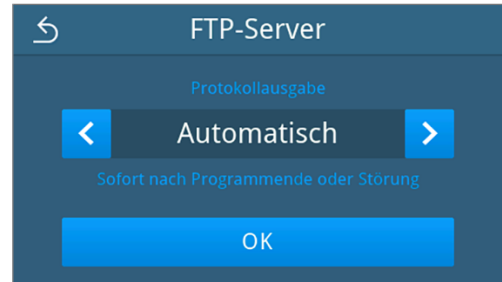 FTP-Server
Protokollausgabe
Automatisch
Sofort nach Programmende oder Störung
OK